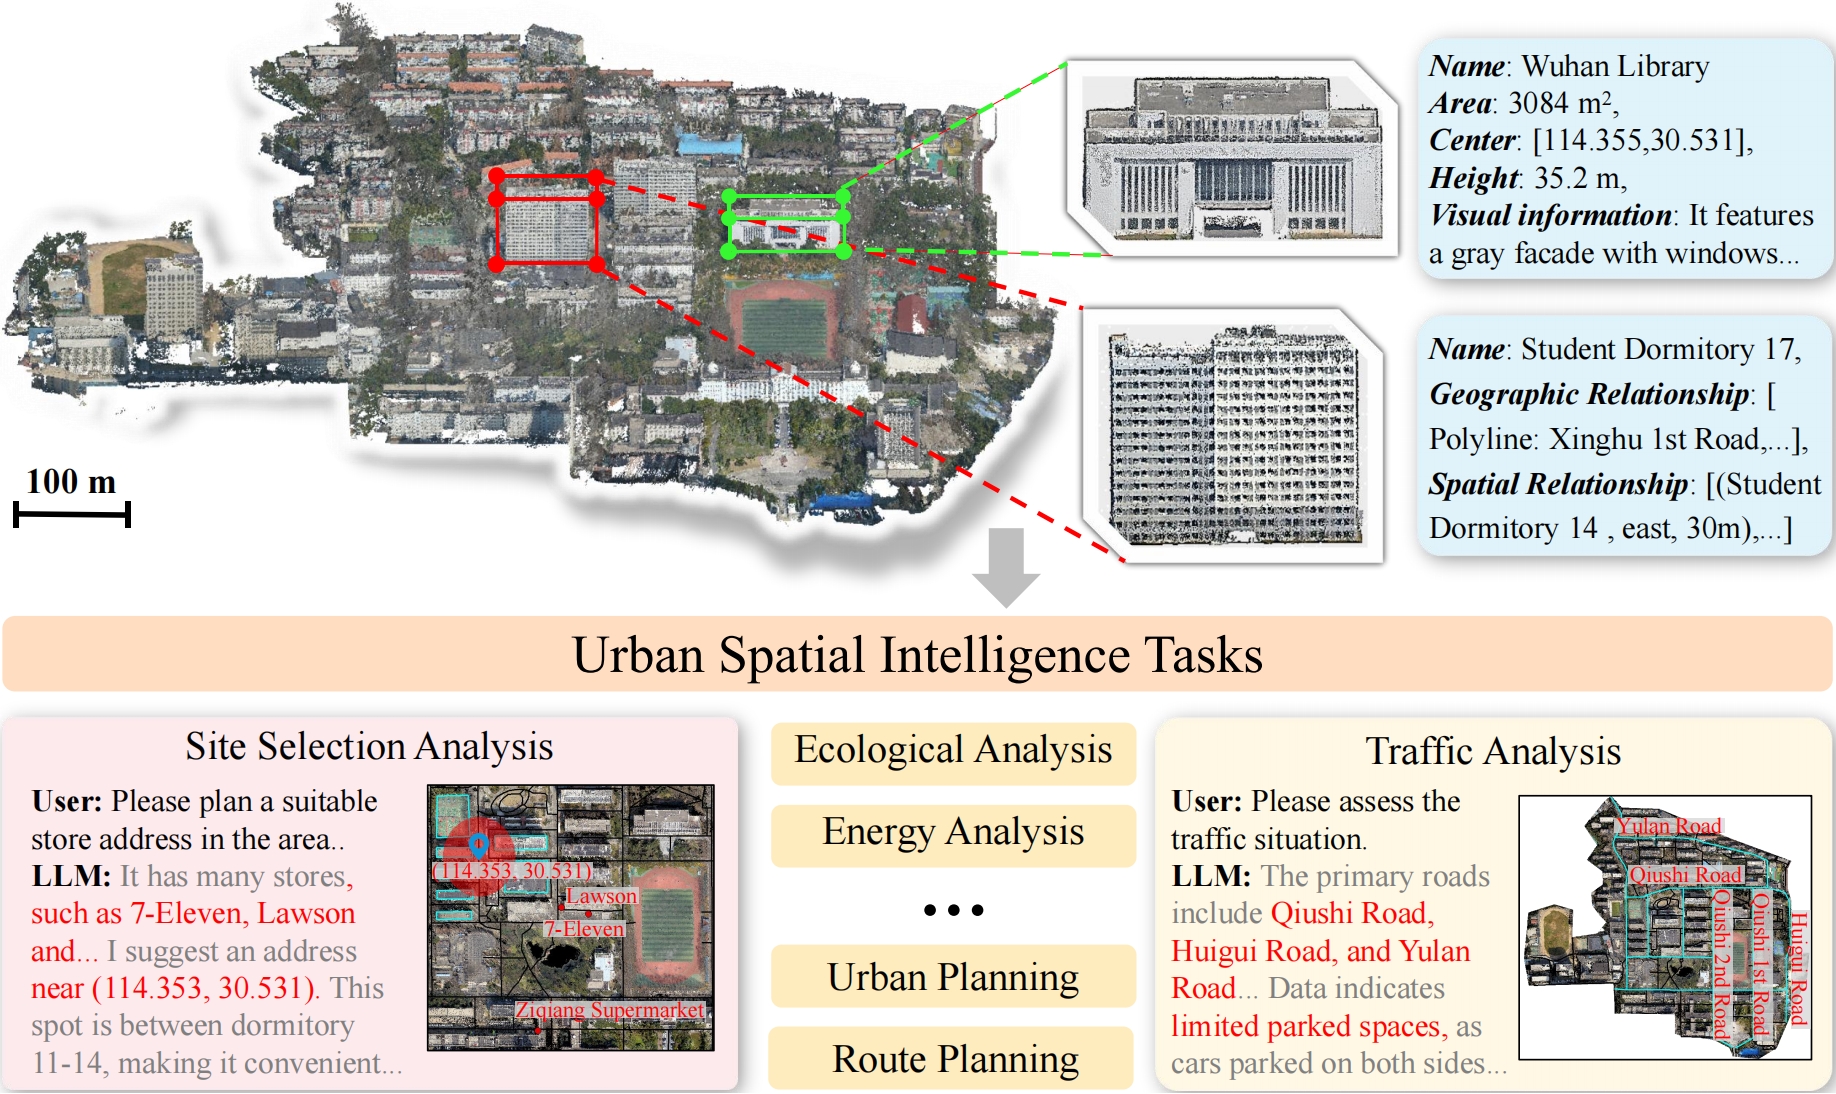 Name: Wuhan Library
Area: 3084 m²,
Center: [114.355,30.531],
Height: 35.2 m,
Visual information: It features
a gray facade with windows...
Name: Student Dormitory 17,
Geographic Relationship: [
Polyline: Xinghu 1st Road,...],
Spatial Relationship: [(Student
Dormitory 14 , east, 30m),...]
100 m
Urban Spatial Intelligence Tasks
Site Selection Analysis
User: Please plan a suitable
store address in the area..
LLM: It has many stores,
such as 7-Eleven, Lawson
and... I suggest an address
near (114.353, 30.531). This
spot is between dormitory
11-14, making it convenient...
(114.353, 30.531)
Lawson
7-Eleven
Ziqiang Supermarket
Ecological Analysis
Energy Analysis
...
Urban Planning
Route Planning
Traffic Analysis
User: Please assess the
traffic situation.
LLM: The primary roads
include Qiushi Road,
Huigui Road, and Yulan
Road... Data indicates
limited parked spaces, as
cars parked on both sides...
Yulan Road
Qiushi Road
Qiushi 2nd Road
Qiushi 1st Road
Huigui Road